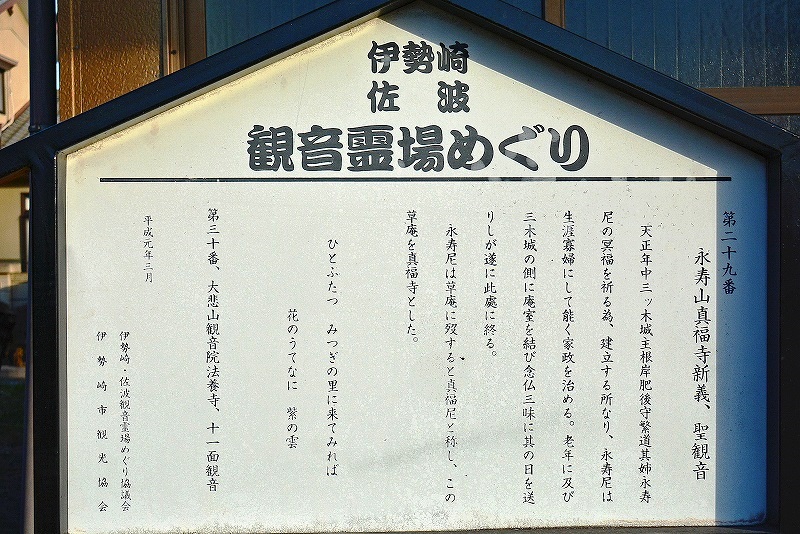 伊勢崎
佐波
観音霊場めぐり
第二十九番
永寿山真福寺新義、聖観音
天正年中三ッ木城主根岸肥後守繁道其姉永寿
尼の冥福を祈る為、建立する所なり、永寿尼は
生涯寡婦にして能く家政を治める。老年に及び
三木城の側に庵室を結び念仏三昧に其の日を送
りしが遂に此處に終る。
永寿尼は草庵に歿すると真福尼と称し、この
草庵を真福寺とした。
ひとふたつ　みつぎの里に来てみれば
花のうてなに　紫の雲
第三十番、大悲山観音院法養寺、十一面観音
平成元年三月
伊勢崎・佐波観音霊場めぐり協議会
伊勢崎市観光協会